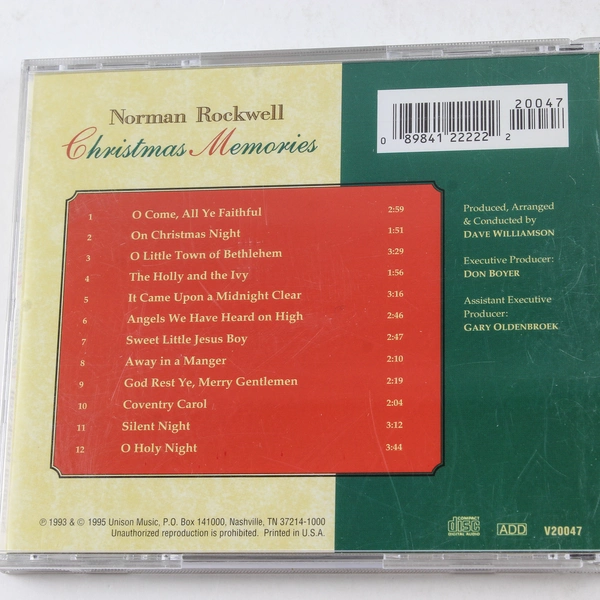 Norman Rockwell
Christmas Memories
20047
0 89841 22222 2
1 O Come, All Ye Faithful 2:59
2 On Christmas Night 1:51
3 O Little Town of Bethlehem 3:29
4 The Holly and the Ivy 1:56
5 It Came Upon a Midnight Clear 3:16
6 Angels We Have Heard on High 2:46
7 Sweet Little Jesus Boy 2:47
8 Away in a Manger 2:10
9 God Rest Ye, Merry Gentlemen 2:19
10 Coventry Carol 2:04
11 Silent Night 3:12
12 O Holy Night 3:44
Produced, Arranged
& Conducted by
DAVE WILLIAMSON
Executive Producer:
DON BOYER
Assistant Executive
Producer:
GARY OLDENBROEK
℗ 1993 & © 1995 Unison Music, P.O. Box 141000, Nashville, TN 37214-1000
Unauthorized reproduction is prohibited. Printed in U.S.A.
COMPACT
disc
DIGITAL AUDIO
ADD
V20047